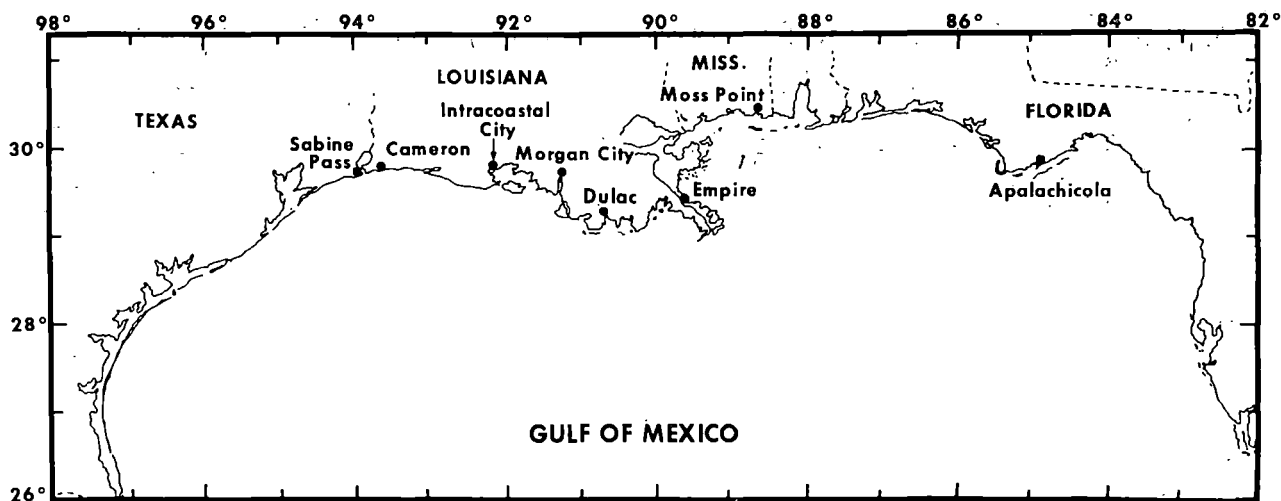 98° 96° 94° 92° 90° 88° 86° 84° 82°
MISS.
LOUISIANA
Moss Point
FLORIDA
TEXAS
Intracoastal
City
Sabine
Pass
Cameron
Morgan City
30°
Dulac
Empire
Apalachicola
28°
GULF OF MEXICO
26°